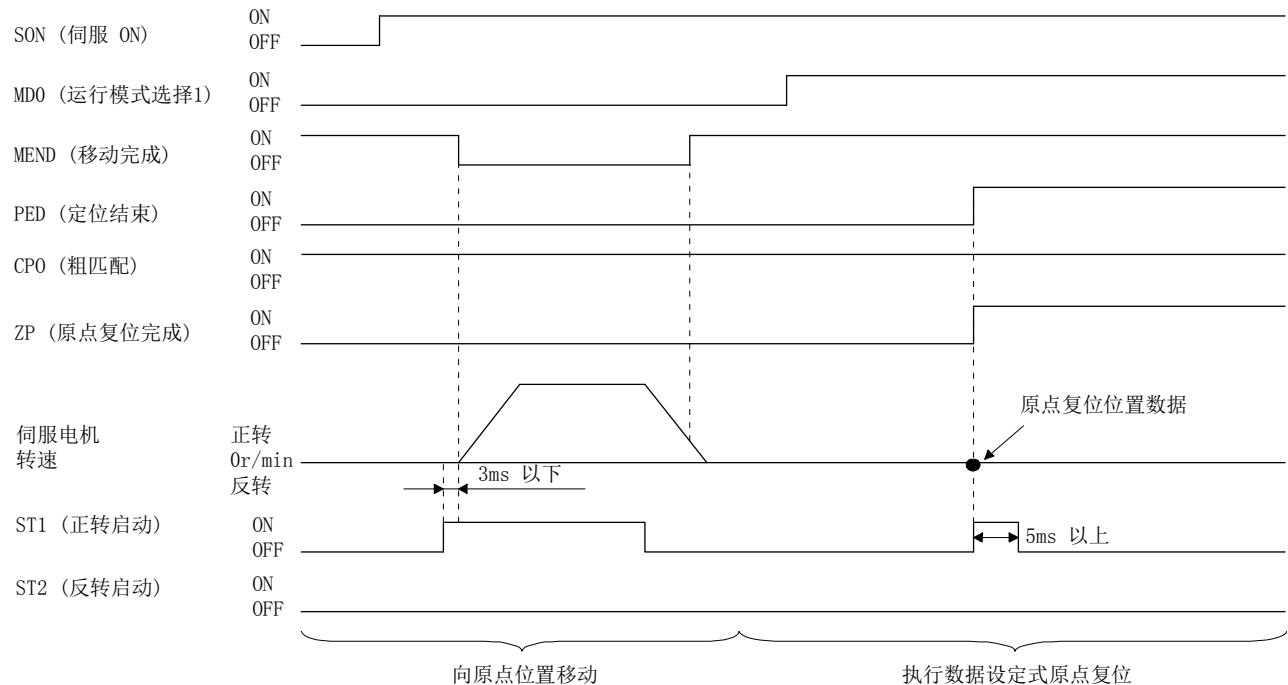 SON (伺服 ON)
ON
OFF
MD0 (运行模式选择1)
ON
OFF
MEND (移动完成)
ON
OFF
PED (定位结束)
ON
OFF
CPO (粗匹配)
ON
OFF
ZP (原点复位完成)
ON
OFF
原点复位位置数据
伺服电机
转速
正转
0r/min
反转
3ms 以下
ST1 (正转启动)
ON
OFF
5ms 以上
ST2 (反转启动)
ON
OFF
向原点位置移动
执行数据设定式原点复位